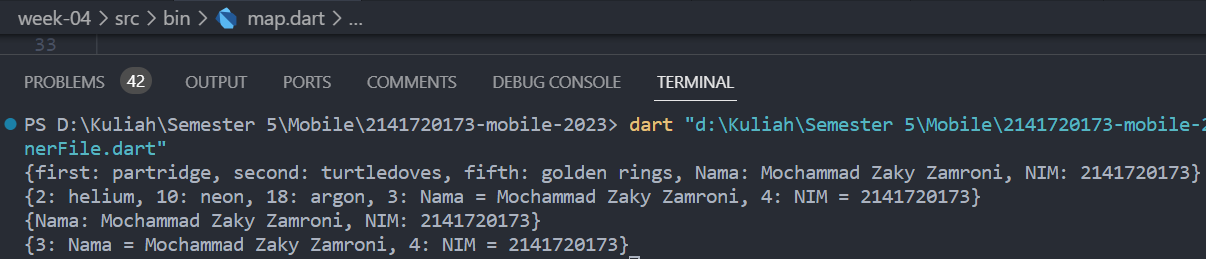 week-04 > src > bin > map.dart > ...
33
PROBLEMS 42 OUTPUT PORTS COMMENTS DEBUG CONSOLE TERMINAL
PS D:\Kuliah\Semester 5\Mobile\2141720173-mobile-2023> dart "d:\Kuliah\Semester 5\Mobile\2141720173-mobile-2
nerFile.dart"
{first: partridge, second: turtledoves, fifth: golden rings, Nama: Mochammad Zaky Zamroni, NIM: 2141720173}
{2: helium, 10: neon, 18: argon, 3: Nama = Mochammad Zaky Zamroni, 4: NIM = 2141720173}
{Nama: Mochammad Zaky Zamroni, NIM: 2141720173}
{3: Nama = Mochammad Zaky Zamroni, 4: NIM = 2141720173}